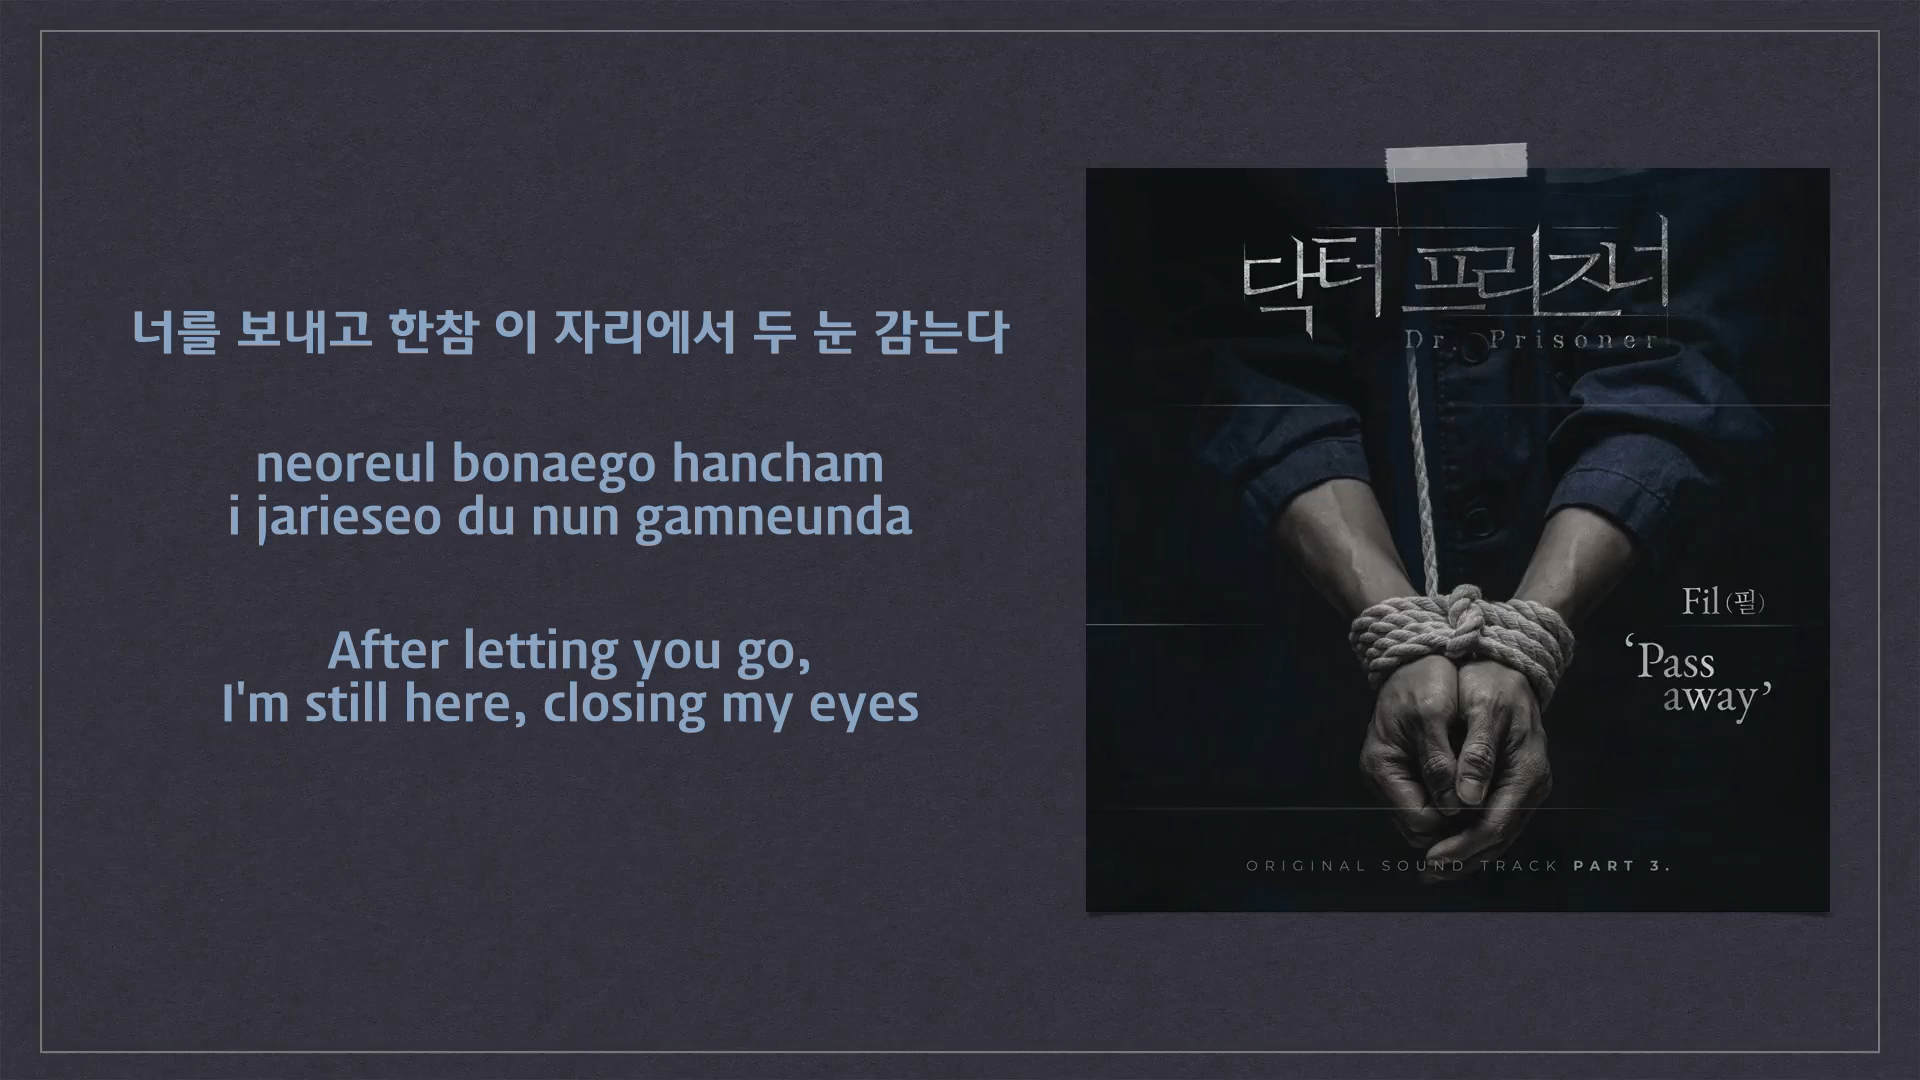 너를 보내고 한참 이 자리에서 두 눈 감는다
neoreul bonaego hancham
i jarieseo du nun gamneunda
After letting you go,
I'm still here, closing my eyes
닥터 프리즈너
Dr. Prisoner
Fil (필)
‘Pass
away’
ORIGINAL SOUND TRACK PART 3.